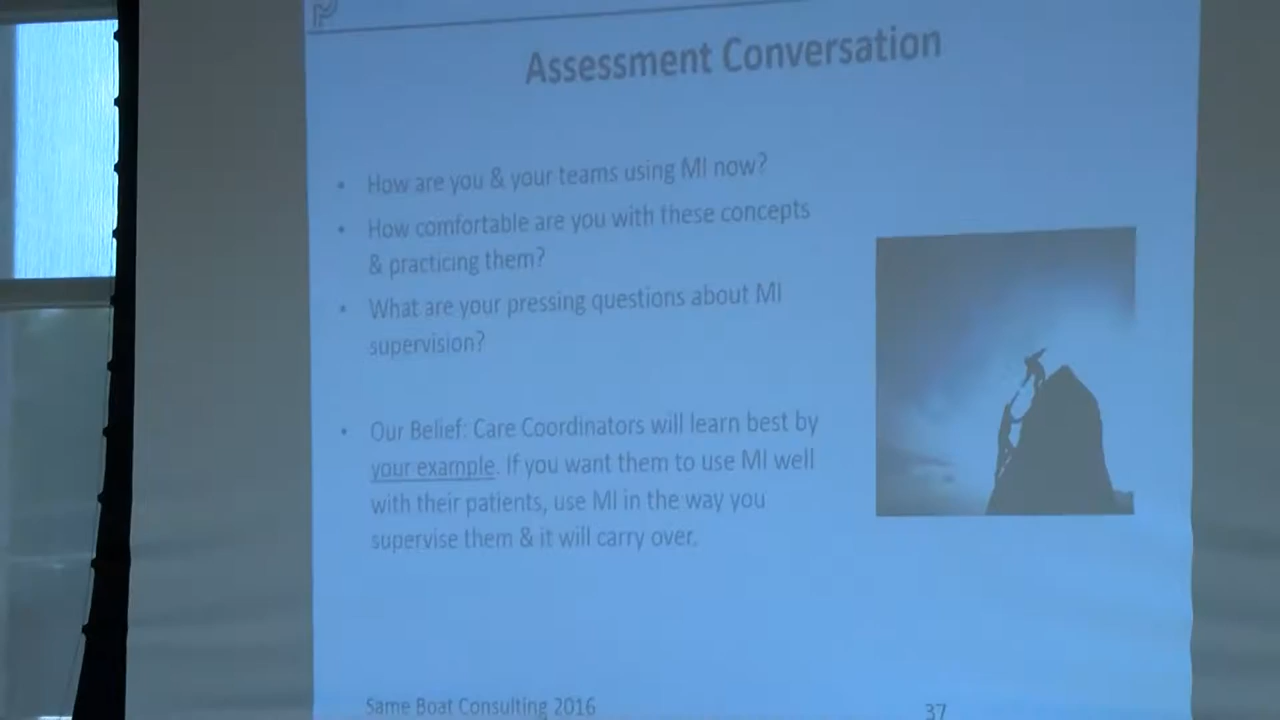 Assessment Conversation
• How are you & your teams using MI now?
• How comfortable are you with these concepts
& practicing them?
• What are your pressing questions about MI
supervision?
• Our Belief: Care Coordinators will learn best by
your example. If you want them to use MI well
with their patients, use MI in the way you
supervise them & it will carry over.
Same Boat Consulting 2016
37